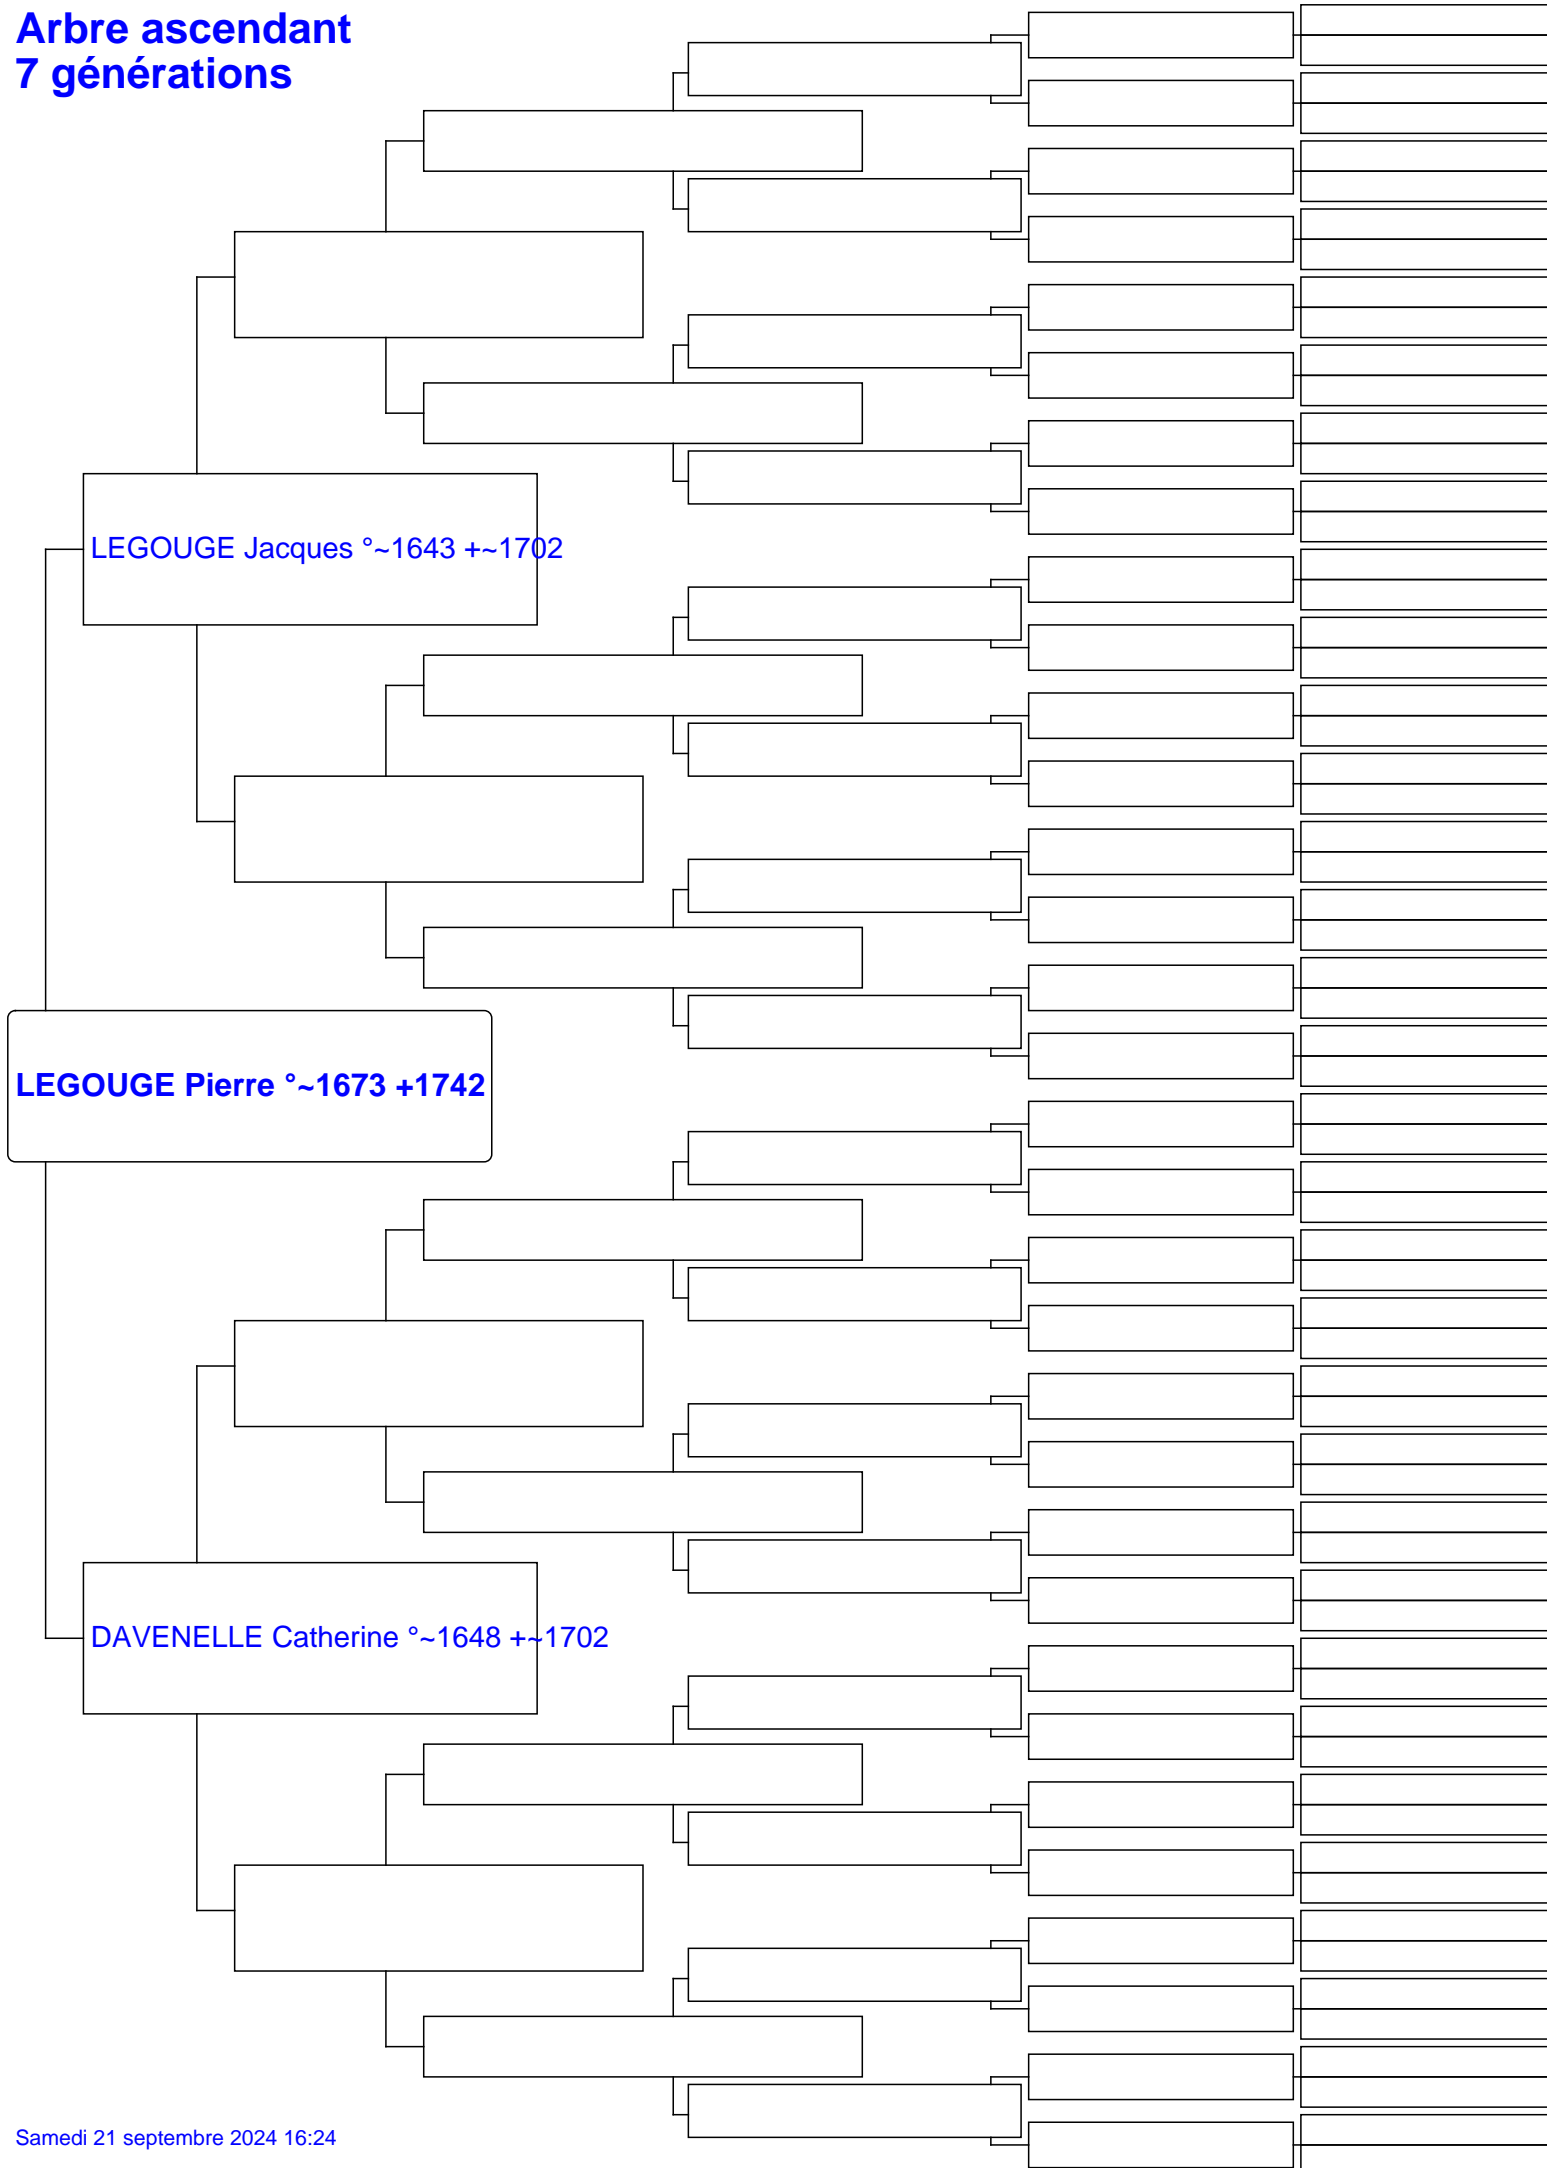 Arbre ascendant
7 générations
LEGOUGE Jacques °~1643 +~1702
LEGOUGE Pierre °~1673 +1742
DAVENELLE Catherine °~1648 +~1702
Samedi 21 septembre 2024 16:24